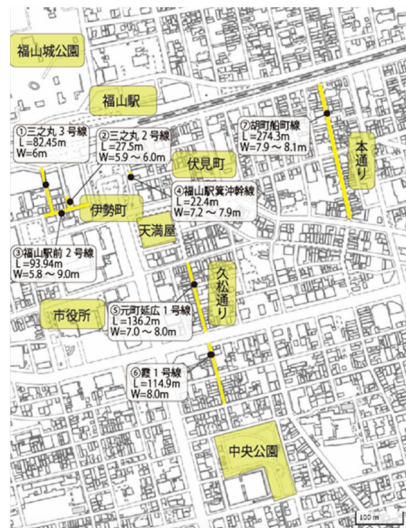 福山城公園
福山駅
①三之丸3号線
L=82.45m
W=6m
②三之丸2号線
L=27.5m
W=5.9～6.0m
⑦胡町船町線
L=274.3m
W=7.9～8.1m
本通り
伏見町
④福山駅箕沖幹線
L=22.4m
W=7.2～7.9m
伊勢町
天満屋
③福山駅前2号線
L=93.94m
W=5.8～9.0m
久松通り
市役所
⑤元町延広1号線
L=136.2m
W=7.0～8.0m
⑥霞1号線
L=114.9m
W=8.0m
中央公園
100 m